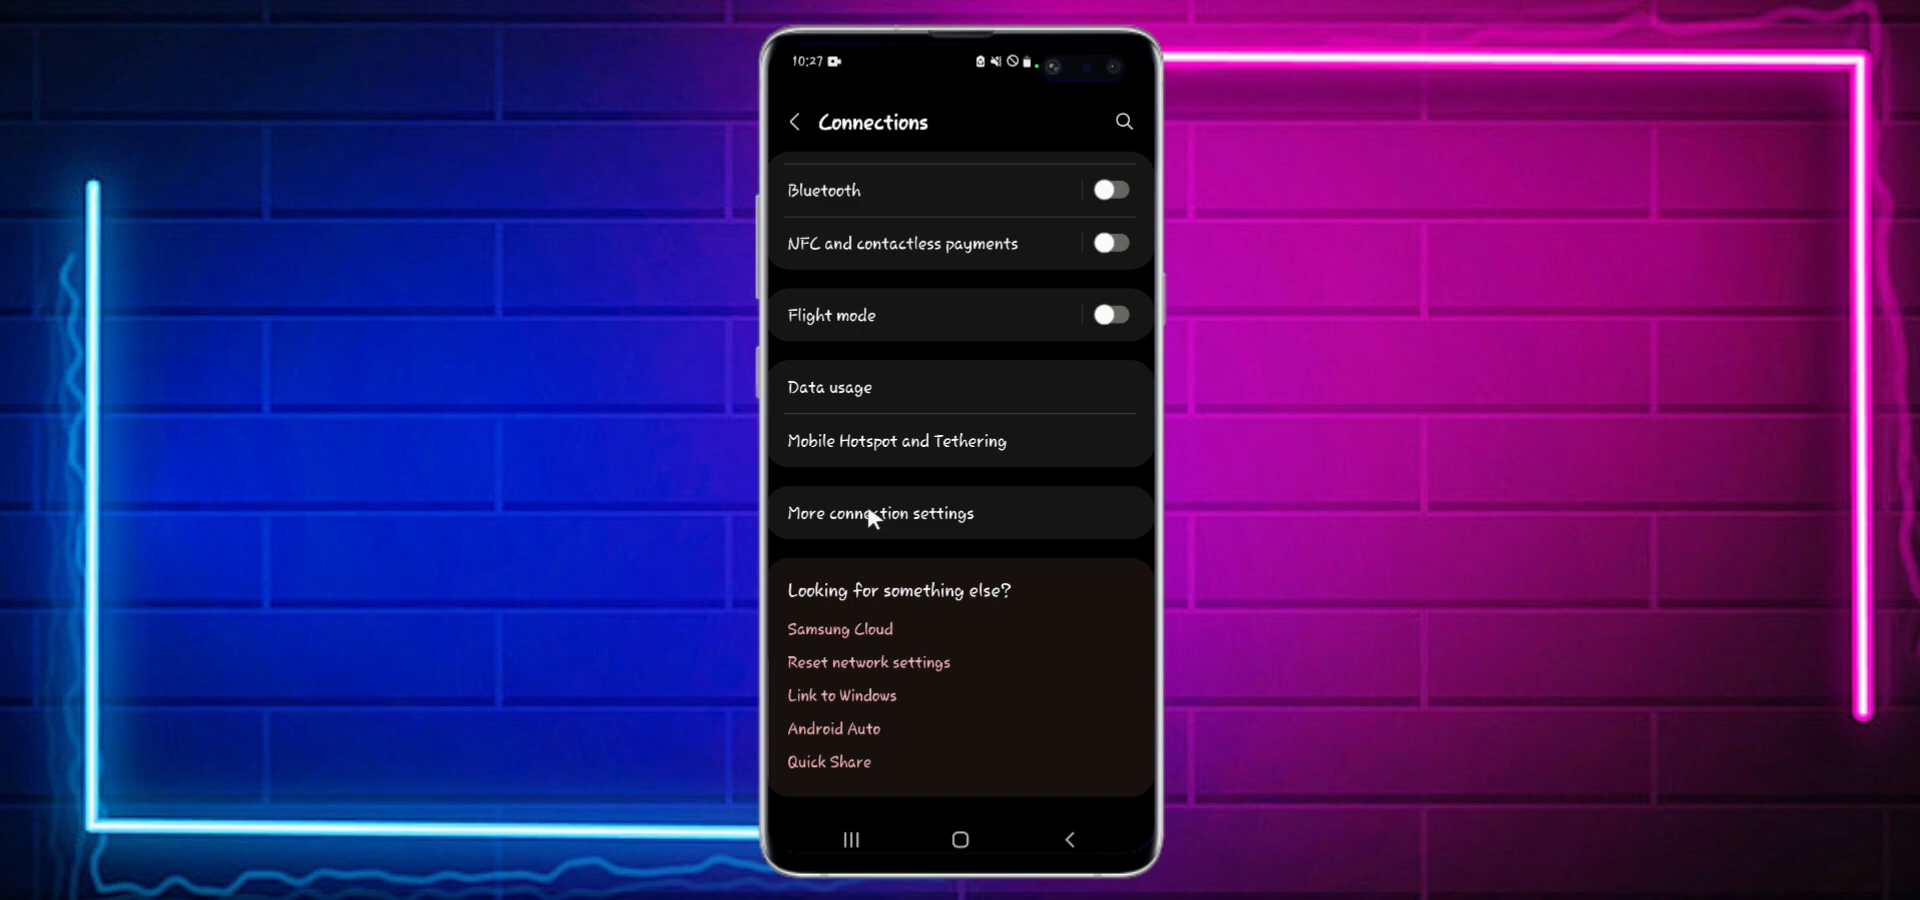 10:27
Connections
Bluetooth
NFC and contactless payments
Flight mode
Data usage
Mobile Hotspot and Tethering
More connection settings
Looking for something else?
Samsung Cloud
Reset network settings
Link to Windows
Android Auto
Quick Share